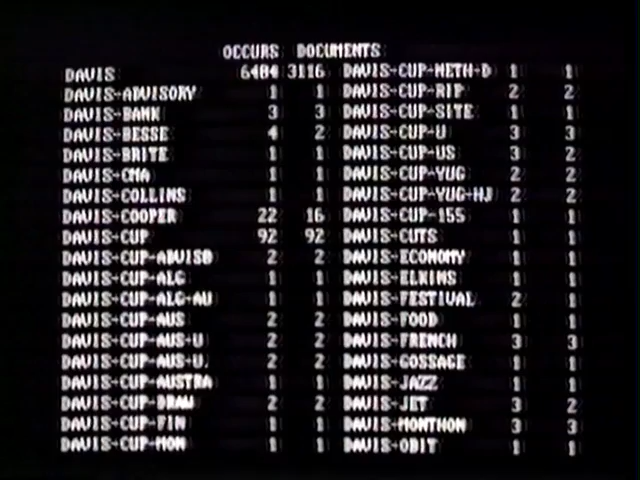 OCCURS DOCUMENTS
DAVIS 6484 3116 DAVIS-CUP-METH-D 1 1
DAVIS-ADVISORY 1 1 DAVIS-CUP-RIP 2 2
DAVIS-BANK 3 3 DAVIS-CUP-SITE 1 1
DAVIS-BESSE 4 2 DAVIS-CUP-U 3 3
DAVIS-BRITE 1 1 DAVIS-CUP-US 3 2
DAVIS-CMA 1 1 DAVIS-CUP-YUG 2 2
DAVIS-COLLINS 1 1 DAVIS-CUP-YUG-HJ 2 2
DAVIS-COOPER 22 16 DAVIS-CUP-155 1 1
DAVIS-CUP 92 92 DAVIS-CUTS 1 1
DAVIS-CUP-ADVISO 2 2 DAVIS-ECONOMY 1 1
DAVIS-CUP-ALG 1 1 DAVIS-ELKINS 1 1
DAVIS-CUP-ALG-AU 1 1 DAVIS-FESTIVAL 2 1
DAVIS-CUP-AUS 2 2 DAVIS-FOOD 1 1
DAVIS-CUP-AUS-U 2 2 DAVIS-FRENCH 3 3
DAVIS-CUP-AUS-U. 2 2 DAVIS-GOSSAGE 1 1
DAVIS-CUP-AUSTRA 1 1 DAVIS-JAZZ 1 1
DAVIS-CUP-DRAW 2 2 DAVIS-JET 3 2
DAVIS-CUP-FIN 1 1 DAVIS-MONTHON 3 3
DAVIS-CUP-MON 1 1 DAVIS-OBIT 1 1